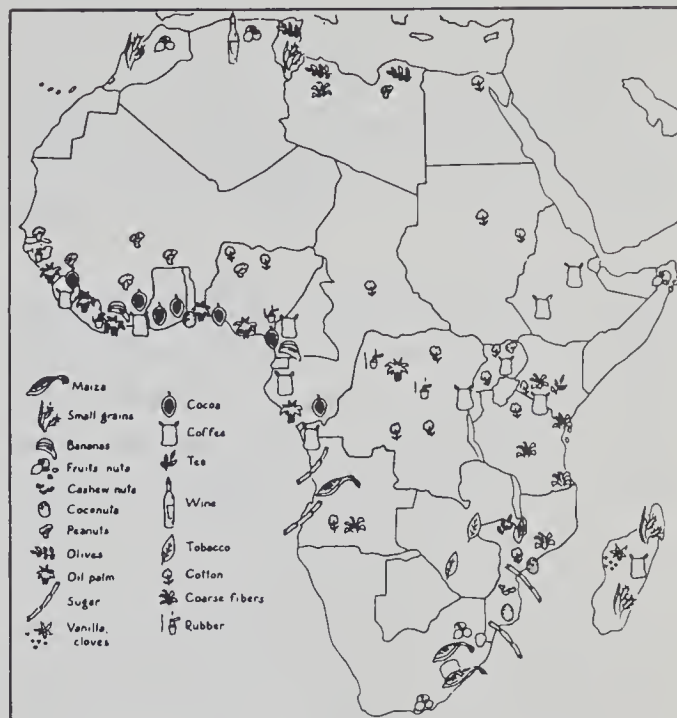 Maize
Small grains
Bananas
Fruits nuts
Cashew nuts
Coconuts
Peanuts
Olives
Oil palm
Sugar
Vanilla,
cloves
Cocoa
Coffee
Tea
Wine
Tobacco
Cotton
Coarse fibers
Rubber